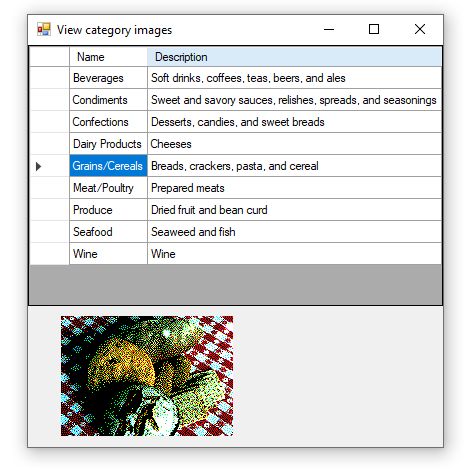 View category images
Name Description
Beverages Soft drinks, coffees, teas, beers, and ales
Condiments Sweet and savory sauces, relishes, spreads, and seasonings
Confections Desserts, candies, and sweet breads
Dairy Products Cheeses
Grains/Cereals Breads, crackers, pasta, and cereal
Meat/Poultry Prepared meats
Produce Dried fruit and bean curd
Seafood Seaweed and fish
Wine Wine